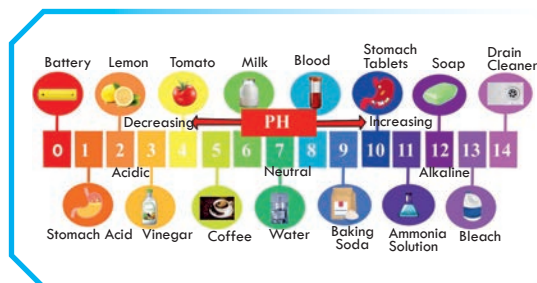 Battery Lemon Tomato Milk Blood Stomach Tablets Soap Drain Cleaner
Decreasing PH Increasing
0 1 2 3 4 5 6 7 8 9 10 11 12 13 14
Acidic Neutral Alkaline
Stomach Acid Vinegar Coffee Water Baking Soda Ammonia Solution Bleach